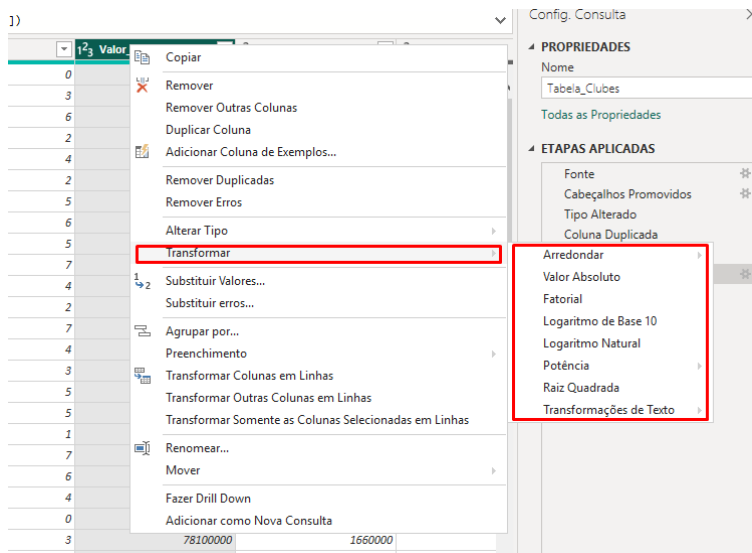 ])
Config. Consulta
1²3 Valor_
0
3
6
2
4
2
5
6
5
7
4
2
7
4
3
5
5
1
7
6
4
0
3 78100000 1660000
Copiar
Remover
Remover Outras Colunas
Duplicar Coluna
Adicionar Coluna de Exemplos...
Remover Duplicadas
Remover Erros
Alterar Tipo
Transformar
1 2 Substituir Valores...
Substituir erros...
Agrupar por...
Preenchimento
Transformar Colunas em Linhas
Transformar Outras Colunas em Linhas
Transformar Somente as Colunas Selecionadas em Linhas
Renomear...
Mover
Fazer Drill Down
Adicionar como Nova Consulta
Arredondar
Valor Absoluto
Fatorial
Logaritmo de Base 10
Logaritmo Natural
Potência
Raiz Quadrada
Transformações de Texto
PROPRIEDADES
Nome
Tabela_Clubes
Todas as Propriedades
ETAPAS APLICADAS
Fonte
Cabeçalhos Promovidos
Tipo Alterado
Coluna Duplicada